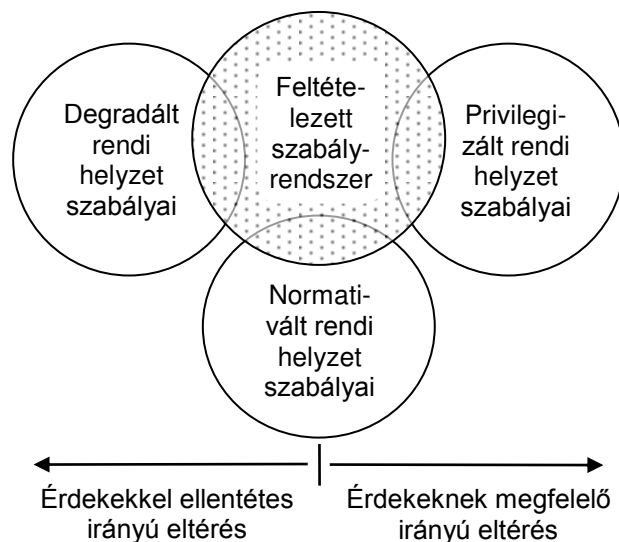 Degradált
rendi
helyzet
szabályai
Feltéte-
lezett
szabály-
rendszer
Privilegi-
zált rendi
helyzet
szabályai
Normati-
vált rendi
helyzet
szabályai
Érdekekkel ellentétes
irányú eltérés
Érdekeknek megfelelő
irányú eltérés